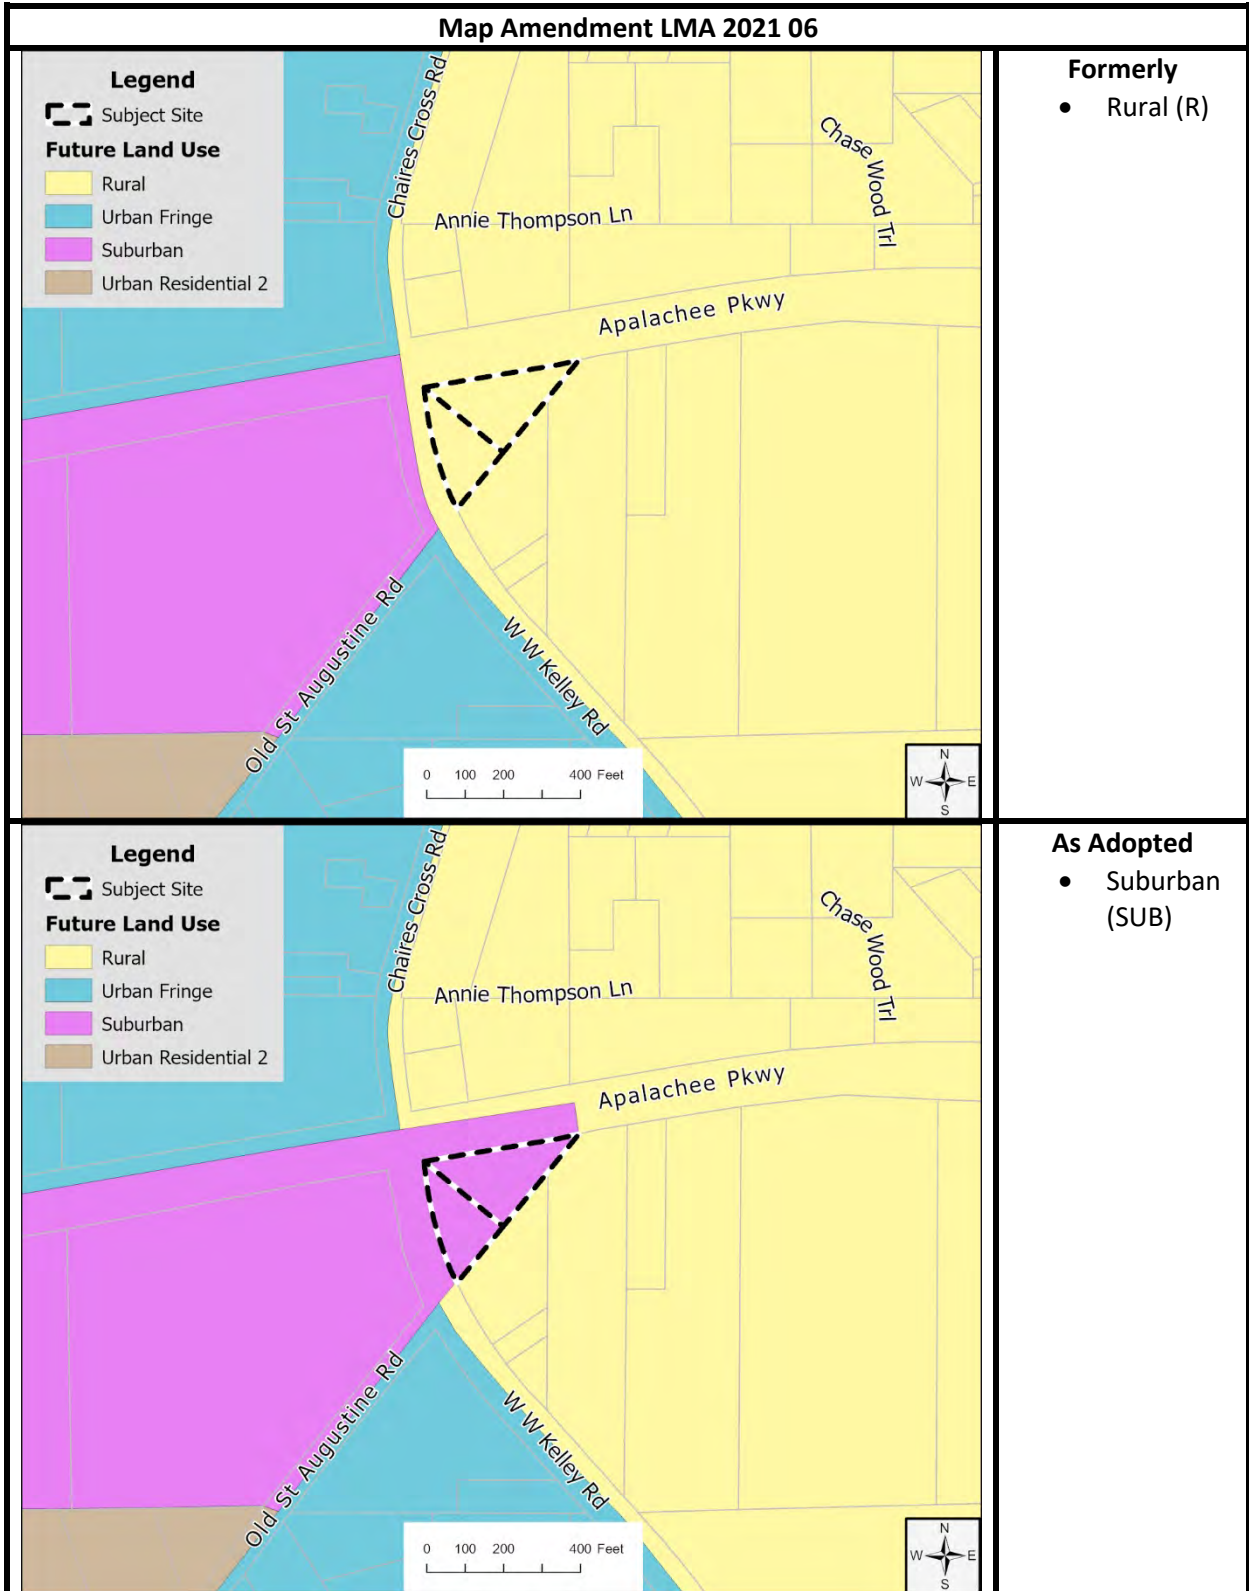 Map Amendment LMA 2021 06
Legend
Subject Site
Future Land Use
Rural
Urban Fringe
Suburban
Urban Residential 2
Chaires Cross Rd
Annie Thompson Ln
Chase Wood Trl
Apalachee Pkwy
Old St Augustine Rd
W W Kelley Rd
0 100 200 400 Feet
N
W E
S
Formerly
• Rural (R)
Legend
Subject Site
Future Land Use
Rural
Urban Fringe
Suburban
Urban Residential 2
Chaires Cross Rd
Annie Thompson Ln
Chase Wood Trl
Apalachee Pkwy
Old St Augustine Rd
W W Kelley Rd
0 100 200 400 Feet
N
W E
S
As Adopted
• Suburban
(SUB)